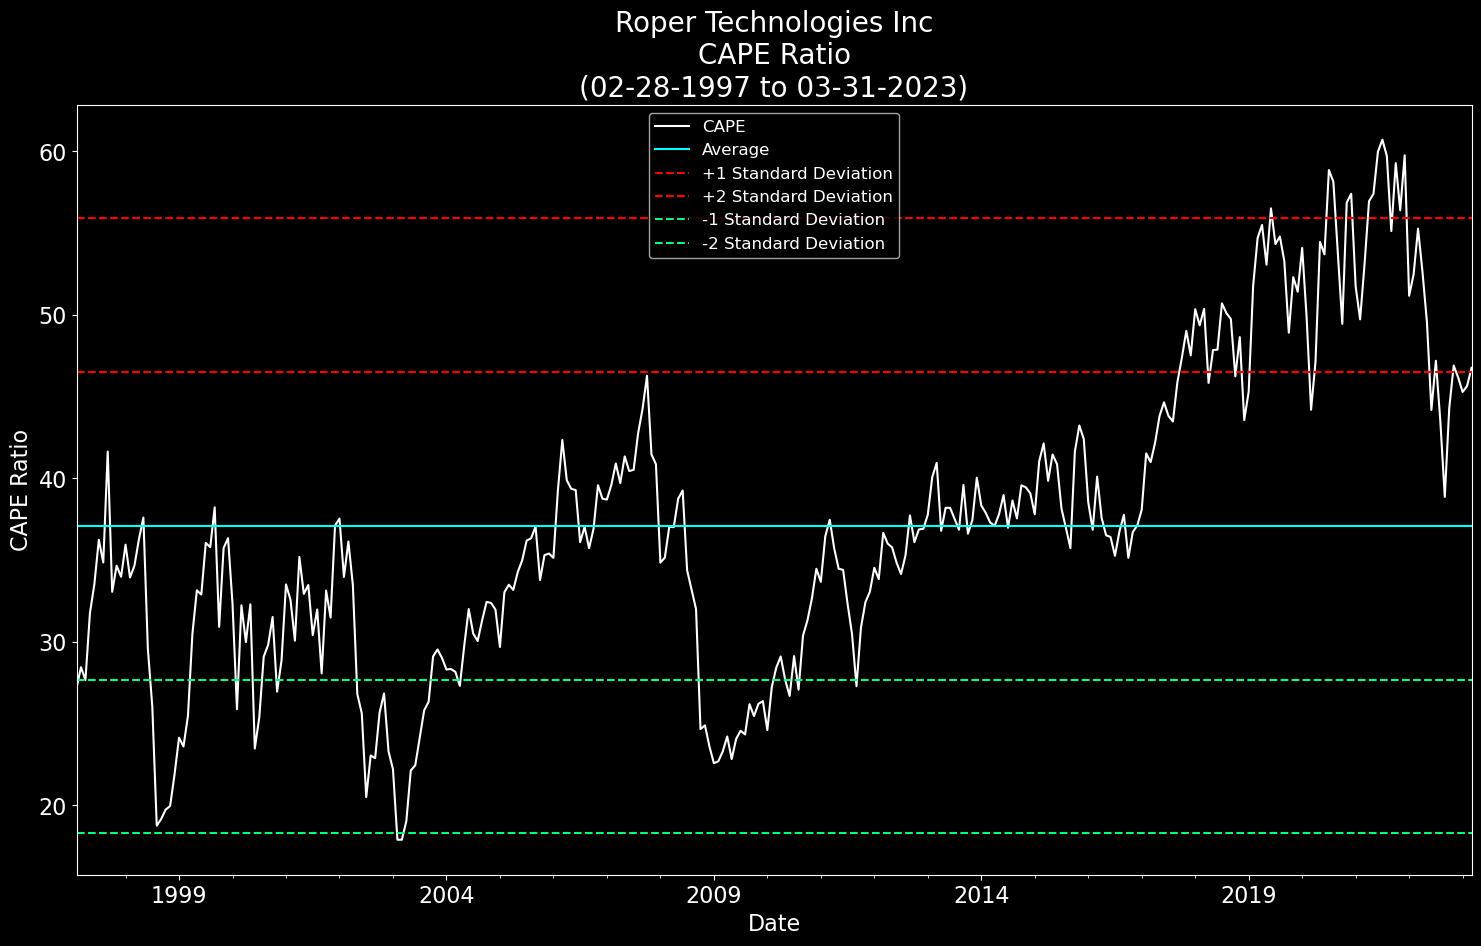 Roper Technologies Inc
CAPE Ratio
(02-28-1997 to 03-31-2023)
CAPE
Average
+1 Standard Deviation
+2 Standard Deviation
-1 Standard Deviation
-2 Standard Deviation
60
50
40
30
20
CAPE Ratio
1999
2004
2009
2014
2019
Date